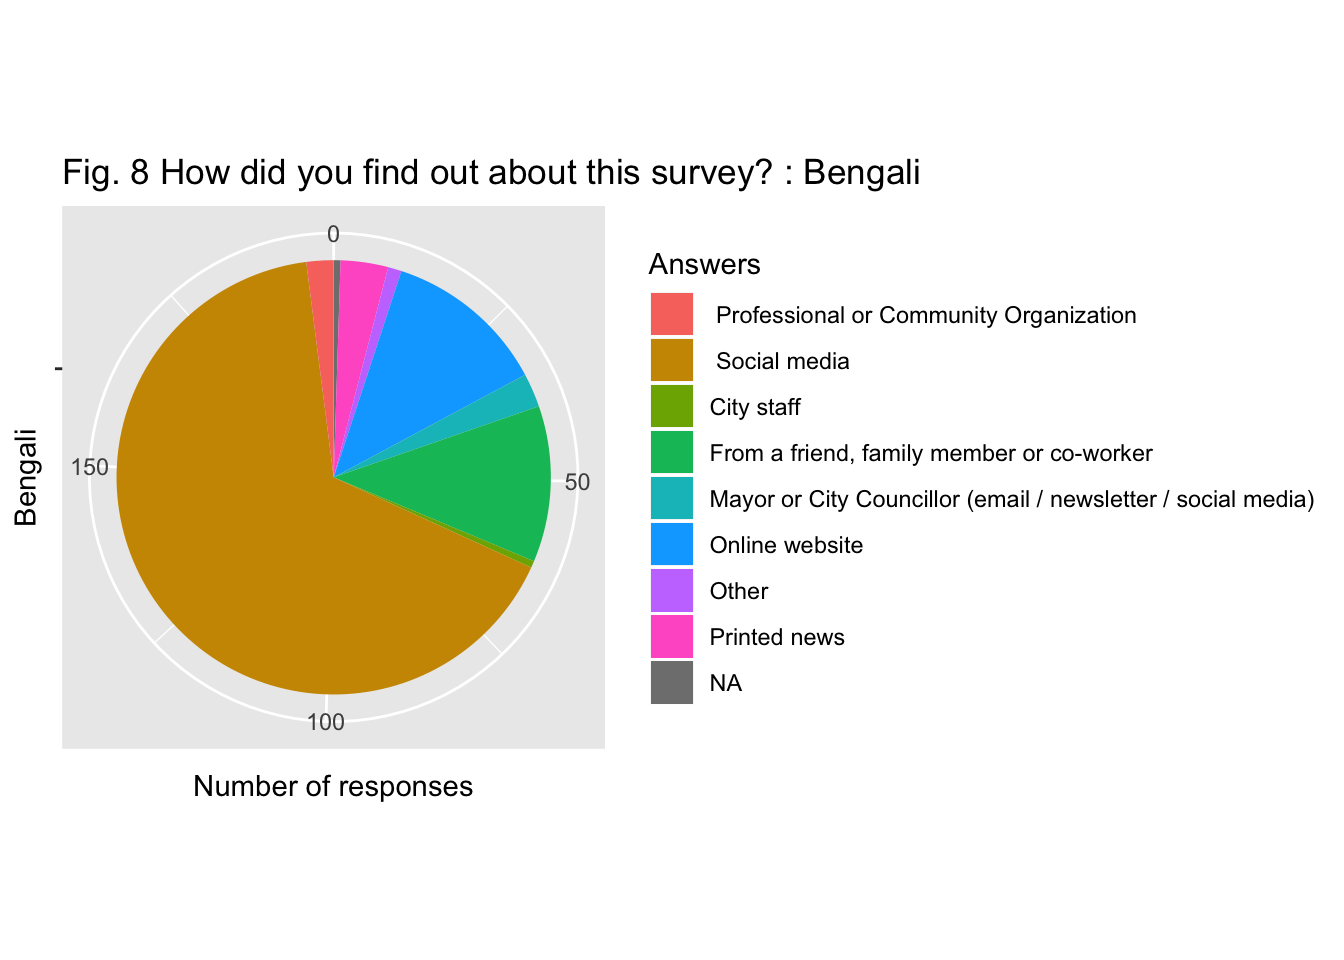 Fig. 8 How did you find out about this survey? : Bengali
0
50
100
150
Bengali
Number of responses
Answers
Professional or Community Organization
Social media
City staff
From a friend, family member or co-worker
Mayor or City Councillor (email / newsletter / social media)
Online website
Other
Printed news
NA